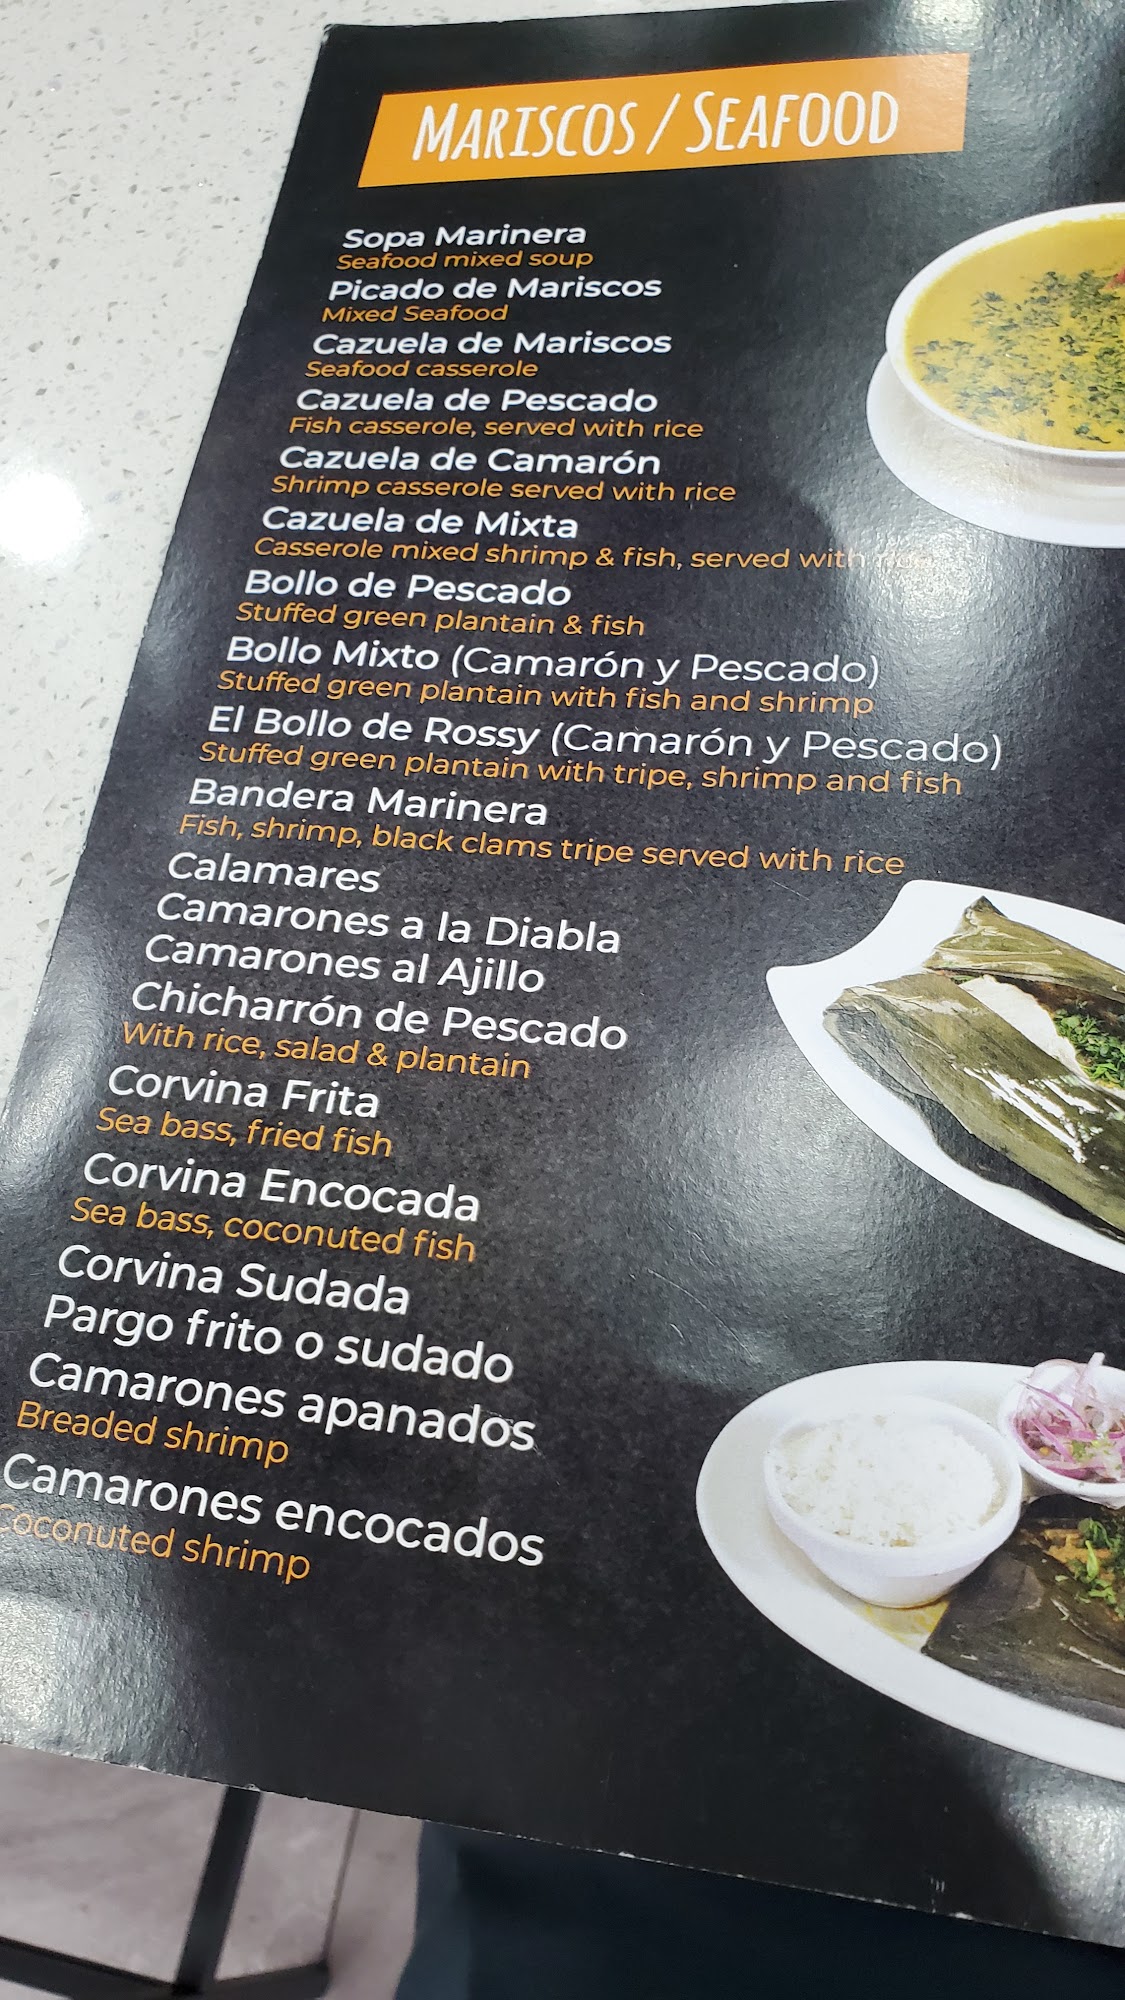 MARISCOS / SEAFOOD
Sopa Marinera
Seafood mixed soup
Picado de Mariscos
Mixed Seafood
Cazuela de Mariscos
Seafood casserole
Cazuela de Pescado
Fish casserole, served with rice
Cazuela de Camarón
Shrimp casserole served with rice
Cazuela de Mixta
Casserole mixed shrimp & fish, served with rice
Bollo de Pescado
Stuffed green plantain & fish
Bollo Mixto (Camarón y Pescado)
Stuffed green plantain with fish and shrimp
El Bollo de Rossy (Camarón y Pescado)
Stuffed green plantain with tripe, shrimp and fish
Bandera Marinera
Fish, shrimp, black clams tripe served with rice
Calamares
Camarones a la Diabla
Camarones al Ajillo
Chicharrón de Pescado
With rice, salad & plantain
Corvina Frita
Sea bass, fried fish
Corvina Encocada
Sea bass, coconuted fish
Corvina Sudada
Pargo frito o sudado
Camarones apanados
Breaded shrimp
Camarones encocados
Coconuted shrimp